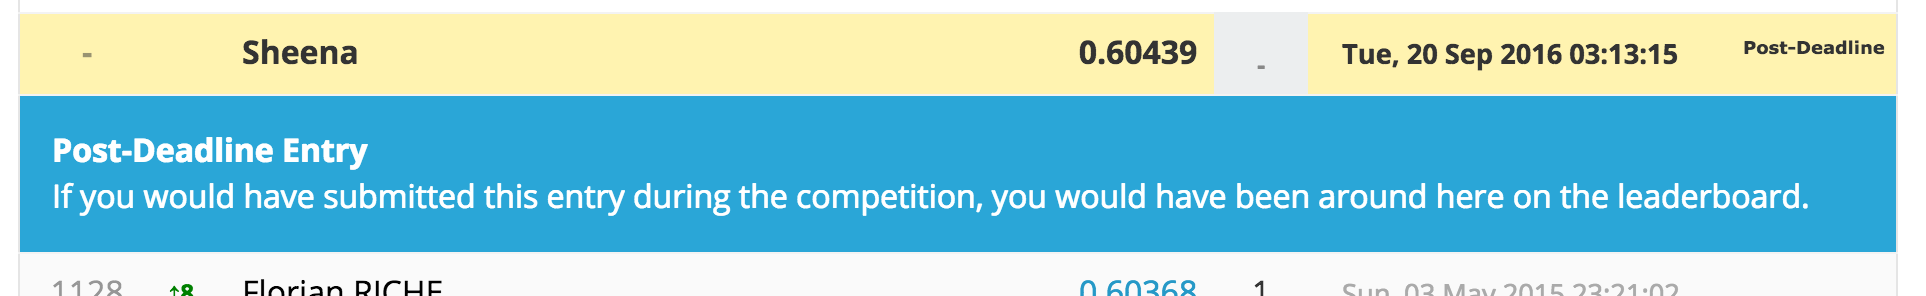 - Sheena 0.60439 - Tue, 20 Sep 2016 03:13:15 Post-Deadline
Post-Deadline Entry
If you would have submitted this entry during the competition, you would have been around here on the leaderboard.
1128 ↑8 Florian RICHE 0.60368 1 Sun, 03 May 2015 23:21:02